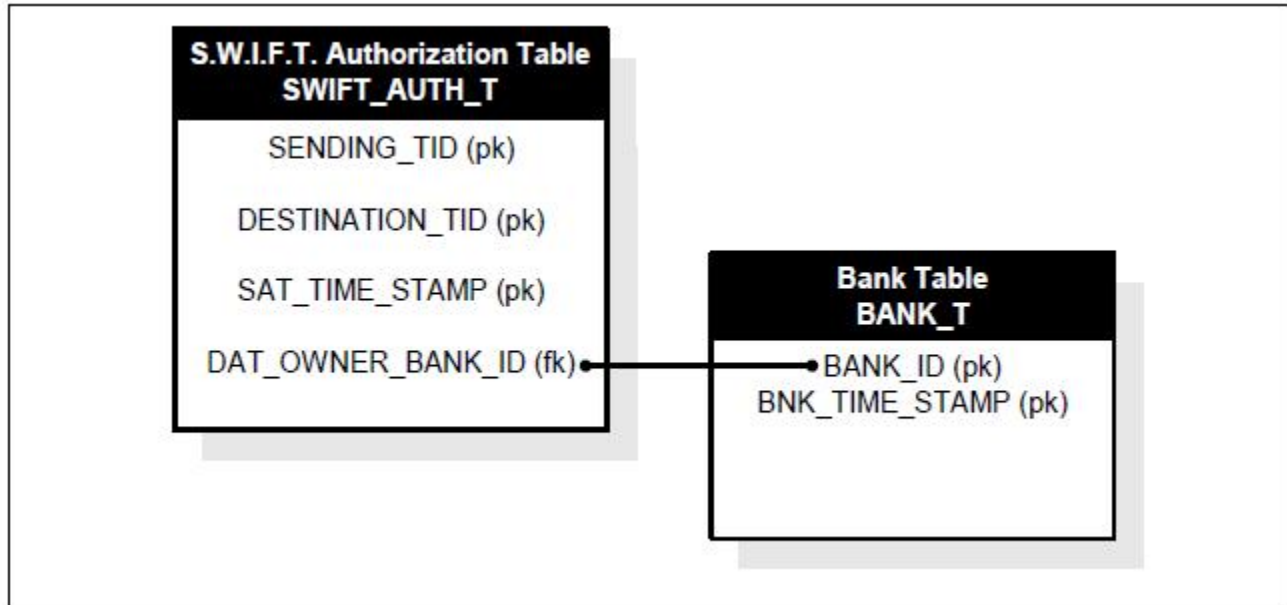 S.W.I.F.T. Authorization Table
SWIFT_AUTH_T
SENDING_TID (pk)
DESTINATION_TID (pk)
SAT_TIME_STAMP (pk)
DAT_OWNER_BANK_ID (fk)
Bank Table
BANK_T
BANK_ID (pk)
BNK_TIME_STAMP (pk)